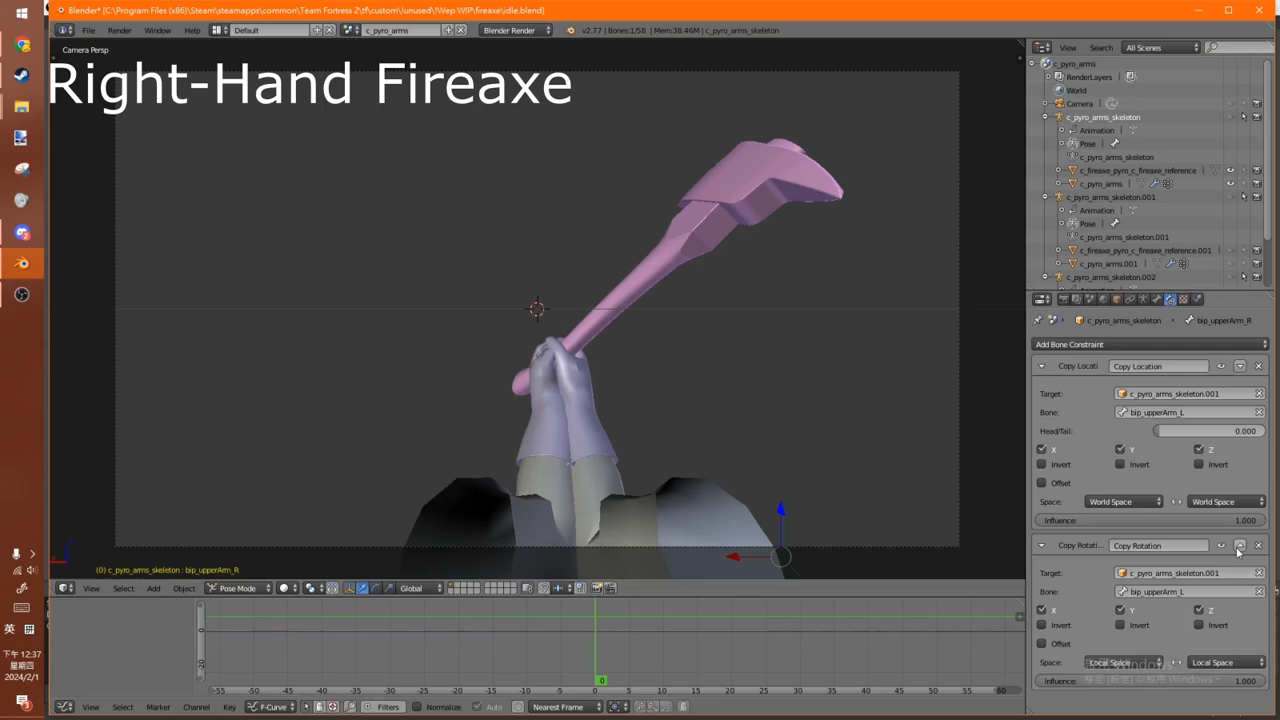 Blender* [C:\Program Files (x86)\Steam\steamapps\common\Team Fortress 2\tf\custom\!unused\!Wep WIP\fireaxe\idle.blend]
File Render Window Help Default c_pyro_arms Blender Render v2.77 | Bones:1/58 | Mem:38.46M | c_pyro_skeleton
View Search All Scenes
Camera Persp
Right-Hand Fireaxe
c_pyro_arms
RenderLayers
World
Camera
c_pyro_arms_skeleton
Animation
Pose
c_pyro_arms_skeleton
c_fireaxe_pyro_c_fireaxe_reference
c_pyro_arms
c_pyro_arms_skeleton.001
Animation
Pose
c_pyro_arms_skeleton.001
c_fireaxe_pyro_c_fireaxe_reference.001
c_pyro_arms.001
c_pyro_arms_skeleton.002
c_pyro_arms_skeleton bip_upperArm_R
Add Bone Constraint
Copy Locati Copy Location
Target: c_pyro_arms_skeleton.001
Bone: bip_upperArm_L
Head/Tail: 0.000
X Y Z
Invert Invert Invert
Offset
Space: World Space World Space
Influence: 1.000
Copy Rotati... Copy Rotation
Target: c_pyro_arms_skeleton.001
Bone: bip_upperArm_L
X Y Z
Invert Invert Invert
Offset
Space: Local Space Local Space
Influence: 1.000
(0) c_pyro_arms_skeleton : bip_upperArm_R
View Select Add Object Pose Mode Global
0
-20
-55 -50 -45 -40 -35 -30 -25 -20 -15 -10 -5 0 5 10 15 20 25 30 35 40 45 50 55 60
0
View Select Marker Channel Key F-Curve Filters Normalize Auto Nearest Frame
英
下午 12:37
星期四
2024/2/1